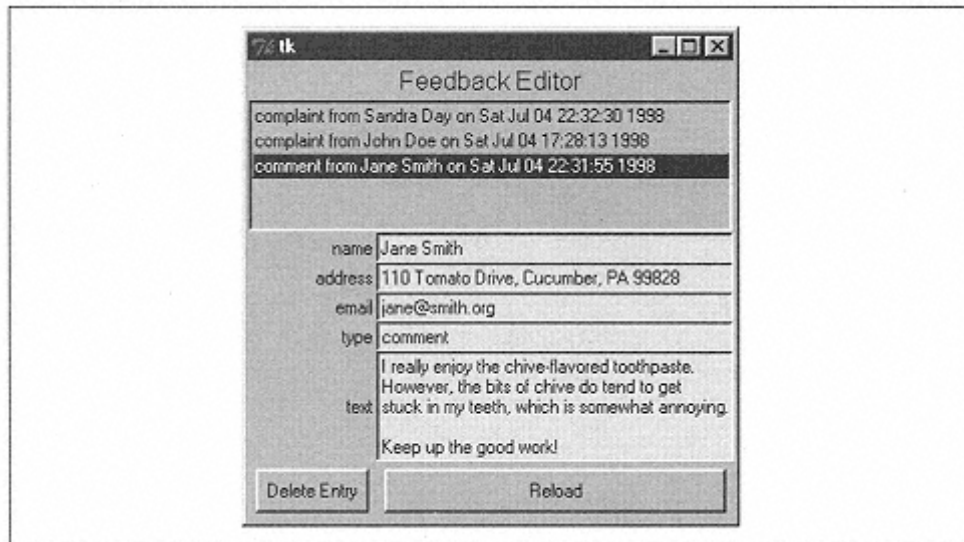 tk
Feedback Editor
complaint from Sandra Day on Sat Jul 04 22:32:30 1998
complaint from John Doe on Sat Jul 04 17:28:13 1998
comment from Jane Smith on Sat Jul 04 22:31:55 1998
name Jane Smith
address 110 Tomato Drive, Cucumber, PA 99828
email jane@smith.org
type comment
text I really enjoy the chive-flavored toothpaste.
However, the bits of chive do tend to get
stuck in my teeth, which is somewhat annoying.
Keep up the good work!
Delete Entry Reload